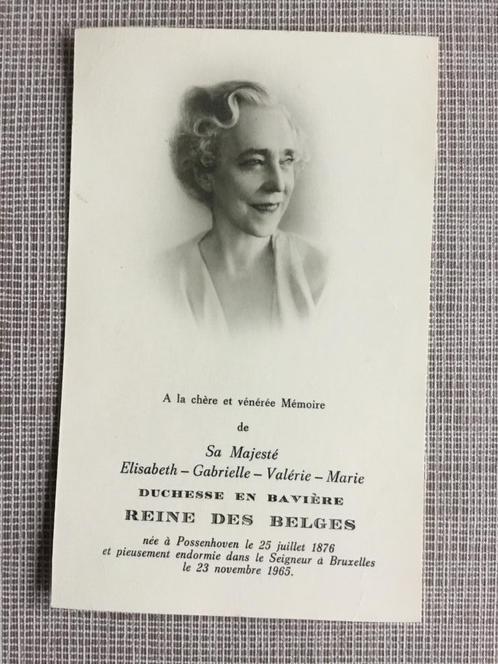 A la chère et vénérée Mémoire
de
Sa Majesté
Elisabeth – Gabrielle – Valérie – Marie
DUCHESSE EN BAVIÈRE
REINE DES BELGES
née à Possenhoven le 25 juillet 1876
et pieusement endormie dans le Seigneur à Bruxelles
le 23 novembre 1965.